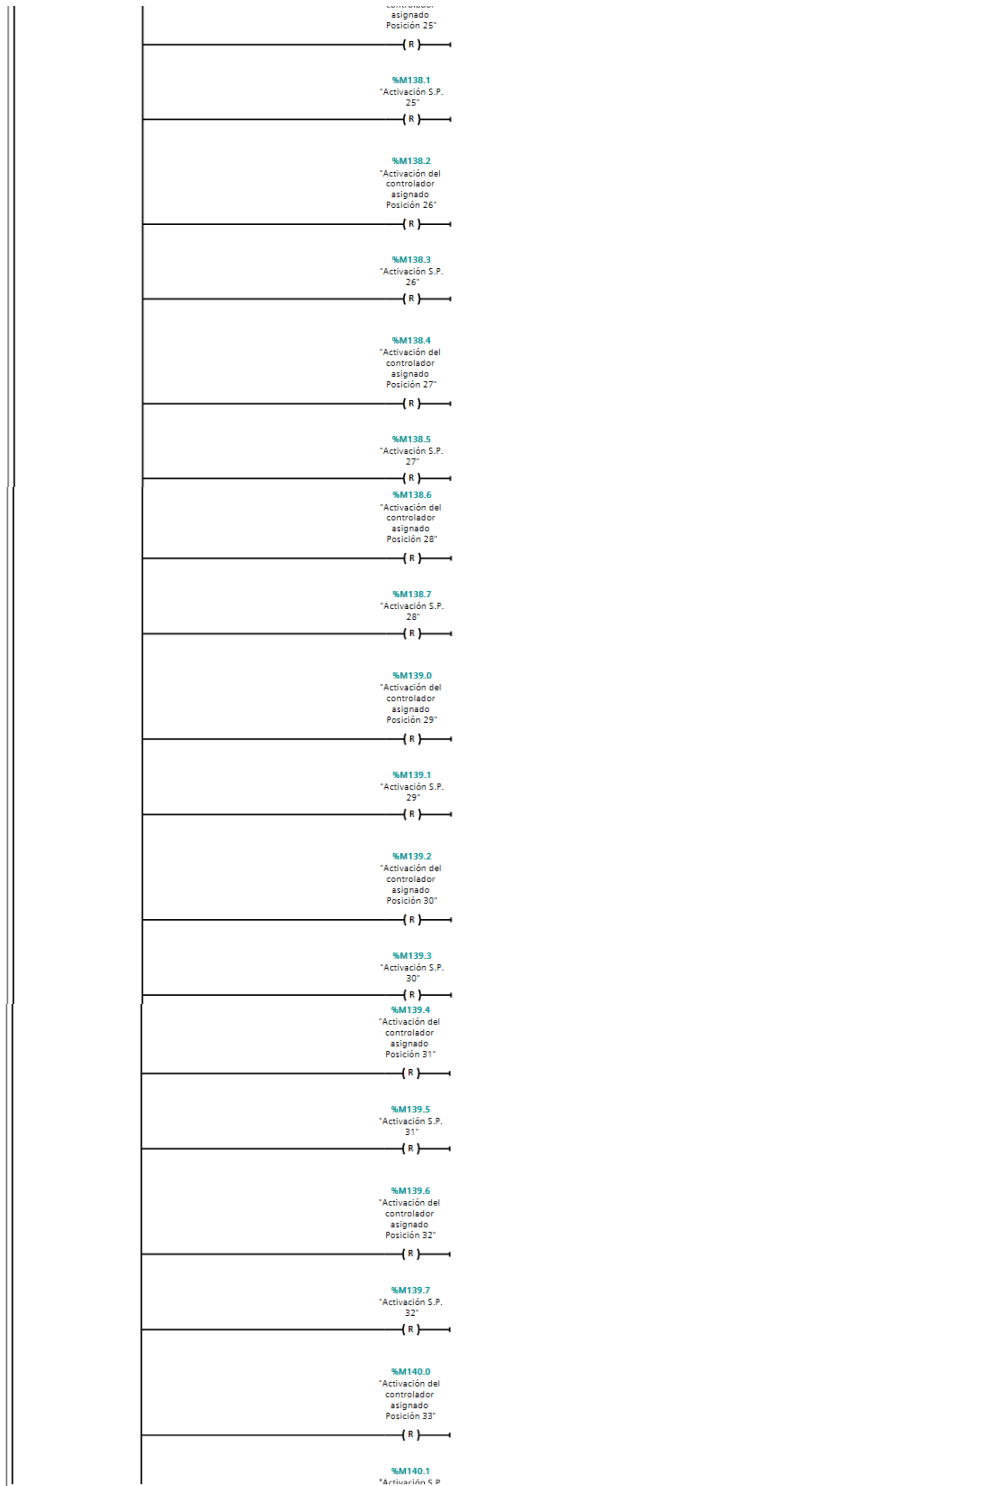 asignado
Posición 25"
( R )
%M138.1
"Activación S.P.
25"
( R )
%M138.2
"Activación del
controlador
asignado
Posición 26"
( R )
%M138.3
"Activación S.P.
26"
( R )
%M138.4
"Activación del
controlador
asignado
Posición 27"
( R )
%M138.5
"Activación S.P.
27"
( R )
%M138.6
"Activación del
controlador
asignado
Posición 28"
( R )
%M138.7
"Activación S.P.
28"
( R )
%M139.0
"Activación del
controlador
asignado
Posición 29"
( R )
%M139.1
"Activación S.P.
29"
( R )
%M139.2
"Activación del
controlador
asignado
Posición 30"
( R )
%M139.3
"Activación S.P.
30"
( R )
%M139.4
"Activación del
controlador
asignado
Posición 31"
( R )
%M139.5
"Activación S.P.
31"
( R )
%M139.6
"Activación del
controlador
asignado
Posición 32"
( R )
%M139.7
"Activación S.P.
32"
( R )
%M140.0
"Activación del
controlador
asignado
Posición 33"
( R )
%M140.1
"Activación S.P.